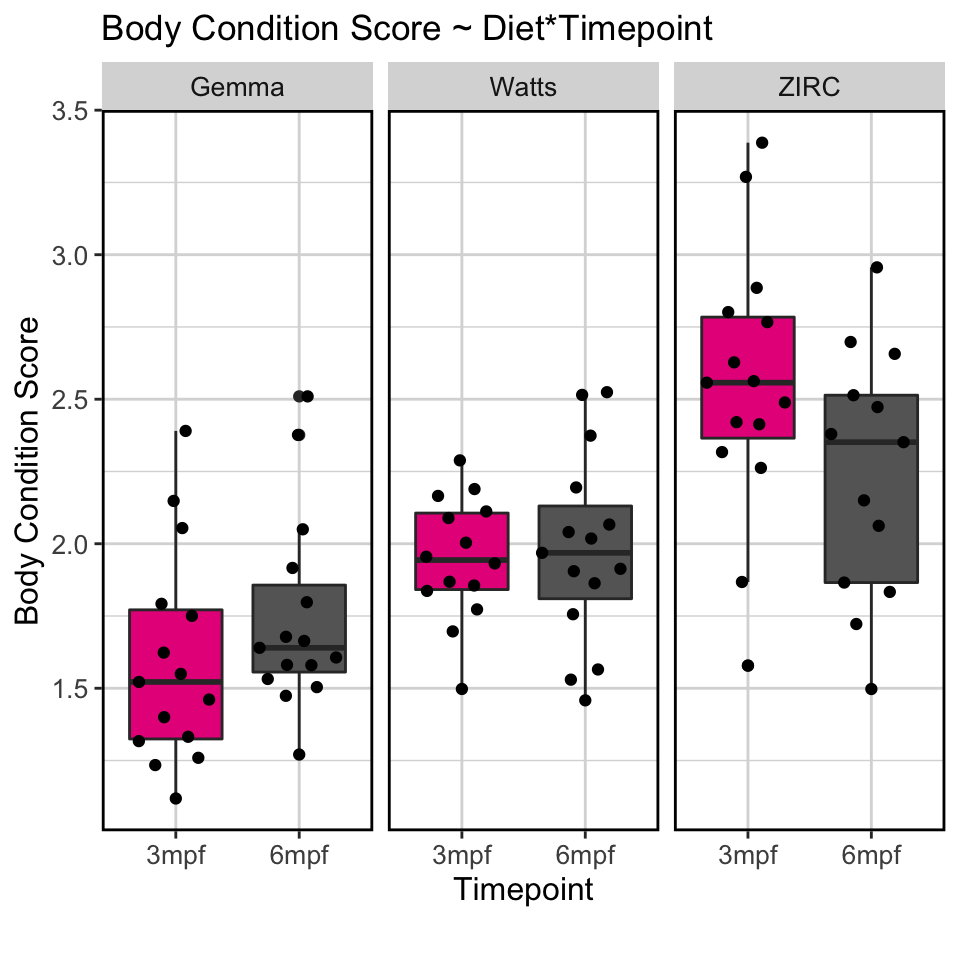 Body Condition Score ~ Diet*Timepoint
Gemma Watts ZIRC
3.5
3.0
2.5
2.0
1.5
Body Condition Score
3mpf 6mpf 3mpf 6mpf 3mpf 6mpf
Timepoint